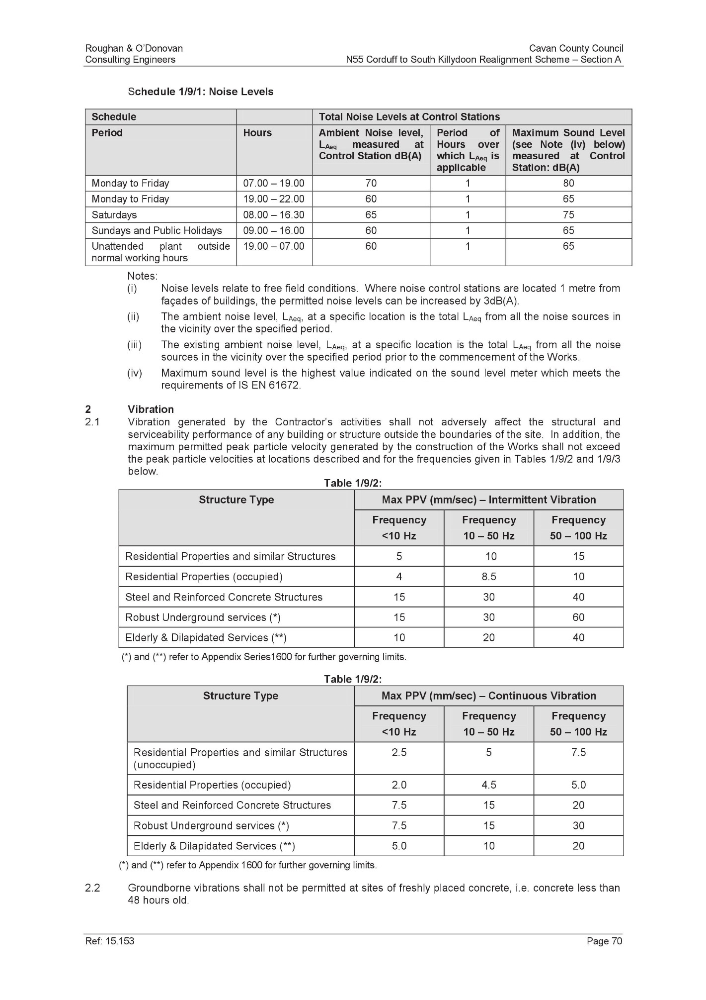 Roughan & O’Donovan
Consulting Engineers
Cavan County Council
N55 Corduff to South Killydoon Realignment Scheme – Section A
Schedule 1/9/1: Noise Levels
Schedule Total Noise Levels at Control Stations
Period Hours Ambient Noise level, Period of Maximum Sound Level
LAeq measured at Hours over (see Note (iv) below)
Control Station dB(A) which LAeq is measured at Control
applicable Station: dB(A)
Monday to Friday 07.00 – 19.00 70 1 80
Monday to Friday 19.00 – 22.00 60 1 65
Saturdays 08.00 – 16.30 65 1 75
Sundays and Public Holidays 09.00 – 16.00 60 1 65
Unattended plant outside 19.00 – 07.00 60 1 65
normal working hours
Notes:
(i) Noise levels relate to free field conditions. Where noise control stations are located 1 metre from
façades of buildings, the permitted noise levels can be increased by 3dB(A).
(ii) The ambient noise level, LAeq, at a specific location is the total LAeq from all the noise sources in
the vicinity over the specified period.
(iii) The existing ambient noise level, LAeq, at a specific location is the total LAeq from all the noise
sources in the vicinity over the specified period prior to the commencement of the Works.
(iv) Maximum sound level is the highest value indicated on the sound level meter which meets the
requirements of IS EN 61672.
2 Vibration
2.1 Vibration generated by the Contractor’s activities shall not adversely affect the structural and
serviceability performance of any building or structure outside the boundaries of the site. In addition, the
maximum permitted peak particle velocity generated by the construction of the Works shall not exceed
the peak particle velocities at locations described and for the frequencies given in Tables 1/9/2 and 1/9/3
below.
Table 1/9/2:
Structure Type Max PPV (mm/sec) – Intermittent Vibration
Frequency Frequency Frequency
<10 Hz 10 – 50 Hz 50 – 100 Hz
Residential Properties and similar Structures 5 10 15
Residential Properties (occupied) 4 8.5 10
Steel and Reinforced Concrete Structures 15 30 40
Robust Underground services (*) 15 30 60
Elderly & Dilapidated Services (**) 10 20 40
(*) and (**) refer to Appendix Series1600 for further governing limits.
Table 1/9/2:
Structure Type Max PPV (mm/sec) – Continuous Vibration
Frequency Frequency Frequency
<10 Hz 10 – 50 Hz 50 – 100 Hz
Residential Properties and similar Structures 2.5 5 7.5
(unoccupied)
Residential Properties (occupied) 2.0 4.5 5.0
Steel and Reinforced Concrete Structures 7.5 15 20
Robust Underground services (*) 7.5 15 30
Elderly & Dilapidated Services (**) 5.0 10 20
(*) and (**) refer to Appendix 1600 for further governing limits.
2.2 Groundborne vibrations shall not be permitted at sites of freshly placed concrete, i.e. concrete less than
48 hours old.
Ref: 15.153 Page 70